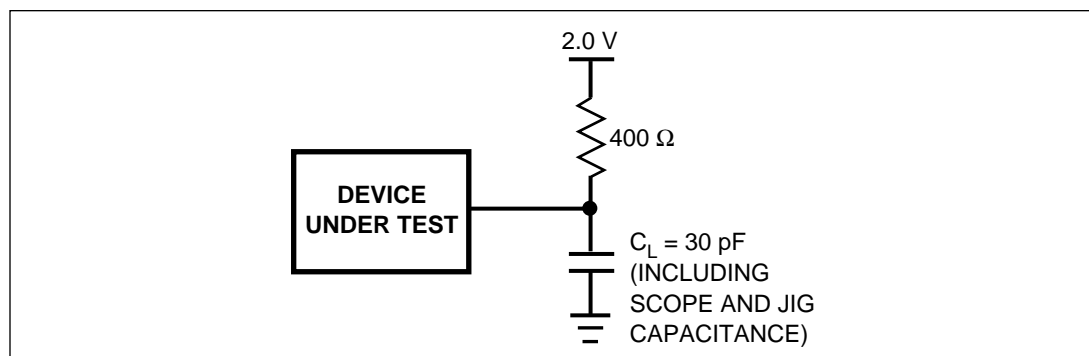 2.0 V
400 Ω
DEVICE
UNDER TEST
C_L = 30 pF
(INCLUDING
SCOPE AND JIG
CAPACITANCE)